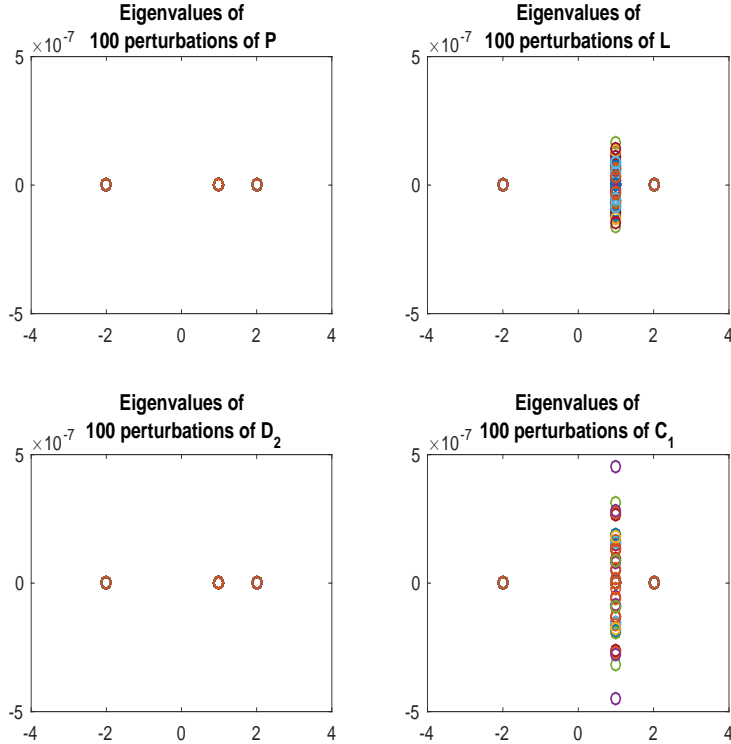 Eigenvalues of
100 perturbations of P
×10^-7
5
0
-5
-4 -2 0 2 4
Eigenvalues of
100 perturbations of L
×10^-7
5
0
-5
-4 -2 0 2 4
Eigenvalues of
100 perturbations of D_2
×10^-7
5
0
-5
-4 -2 0 2 4
Eigenvalues of
100 perturbations of C_1
×10^-7
5
0
-5
-4 -2 0 2 4